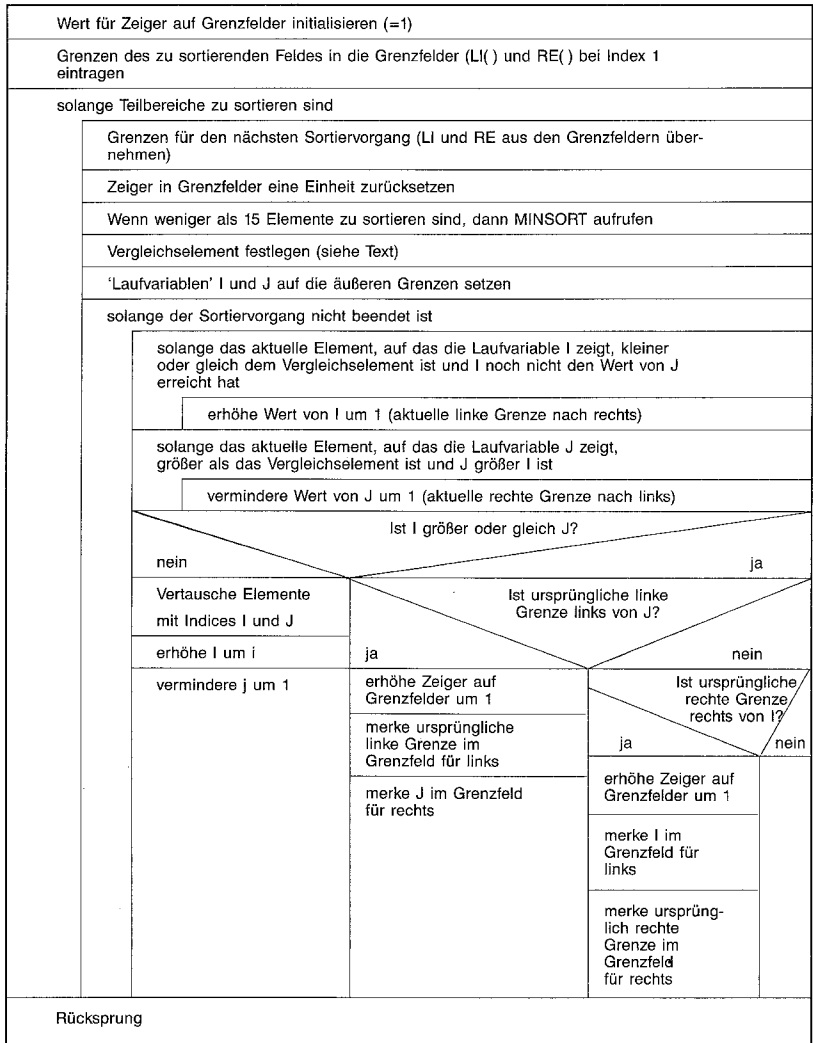 Wert für Zeiger auf Grenzfelder initialisieren (=1)
Grenzen des zu sortierenden Feldes in die Grenzfelder (LI( ) und RE( ) bei Index 1
eintragen
solange Teilbereiche zu sortieren sind
Grenzen für den nächsten Sortiervorgang (LI und RE aus den Grenzfeldern über-
nehmen)
Zeiger in Grenzfelder eine Einheit zurücksetzen
Wenn weniger als 15 Elemente zu sortieren sind, dann MINSORT aufrufen
Vergleichselement festlegen (siehe Text)
'Laufvariablen' I und J auf die äußeren Grenzen setzen
solange der Sortiervorgang nicht beendet ist
solange das aktuelle Element, auf das die Laufvariable I zeigt, kleiner
oder gleich dem Vergleichselement ist und I noch nicht den Wert von J
erreicht hat
erhöhe Wert von I um 1 (aktuelle linke Grenze nach rechts)
solange das aktuelle Element, auf das die Laufvariable J zeigt,
größer als das Vergleichselement ist und J größer I ist
vermindere Wert von J um 1 (aktuelle rechte Grenze nach links)
Ist I größer oder gleich J?
nein
ja
Vertausche Elemente
mit Indices I und J
erhöhe I um i
vermindere j um 1
Ist ursprüngliche linke
Grenze links von J?
ja
nein
erhöhe Zeiger auf
Grenzfelder um 1
merke ursprüngliche
linke Grenze im
Grenzfeld für links
merke J im Grenzfeld
für rechts
Ist ursprüngliche
rechte Grenze
rechts von I?
ja
nein
erhöhe Zeiger auf
Grenzfelder um 1
merke I im
Grenzfeld für
links
merke ursprüng-
lich rechte
Grenze im
Grenzfeld
für rechts
Rücksprung